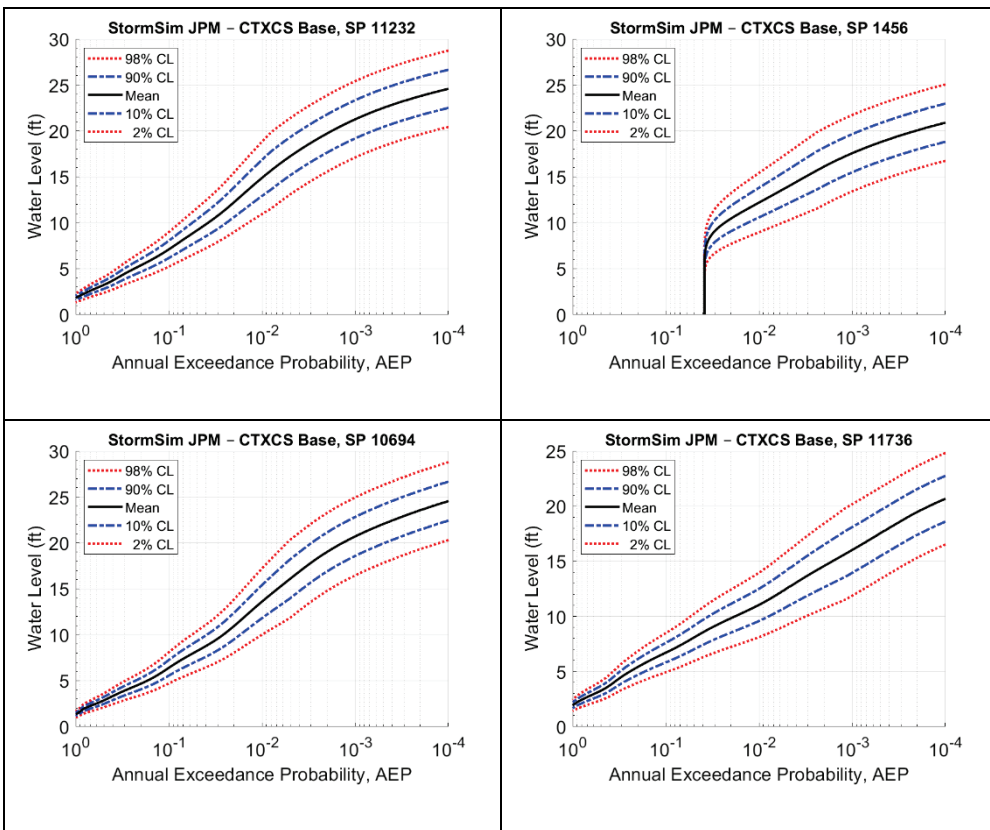 StormSim JPM – CTXCS Base, SP 11232
30
25
20
15
10
5
0
Water Level (ft)
98% CL
90% CL
Mean
10% CL
2% CL
10^0 10^-1 10^-2 10^-3 10^-4
Annual Exceedance Probability, AEP
StormSim JPM – CTXCS Base, SP 1456
30
25
20
15
10
5
0
Water Level (ft)
98% CL
90% CL
Mean
10% CL
2% CL
10^0 10^-1 10^-2 10^-3 10^-4
Annual Exceedance Probability, AEP
StormSim JPM – CTXCS Base, SP 10694
30
25
20
15
10
5
0
Water Level (ft)
98% CL
90% CL
Mean
10% CL
2% CL
10^0 10^-1 10^-2 10^-3 10^-4
Annual Exceedance Probability, AEP
StormSim JPM – CTXCS Base, SP 11736
25
20
15
10
5
0
Water Level (ft)
98% CL
90% CL
Mean
10% CL
2% CL
10^0 10^-1 10^-2 10^-3 10^-4
Annual Exceedance Probability, AEP